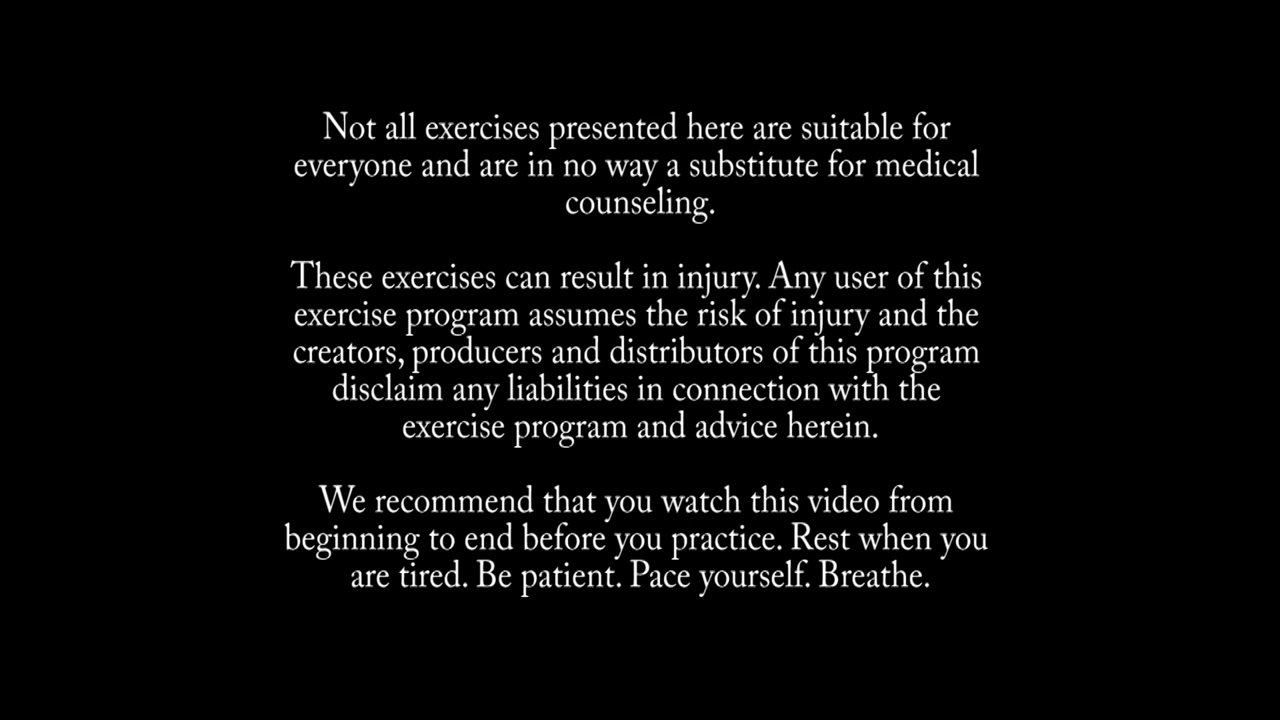 Not all exercises presented here are suitable for
everyone and are in no way a substitute for medical
counseling.
These exercises can result in injury. Any user of this
exercise program assumes the risk of injury and the
creators, producers and distributors of this program
disclaim any liabilities in connection with the
exercise program and advice herein.
We recommend that you watch this video from
beginning to end before you practice. Rest when you
are tired. Be patient. Pace yourself. Breathe.